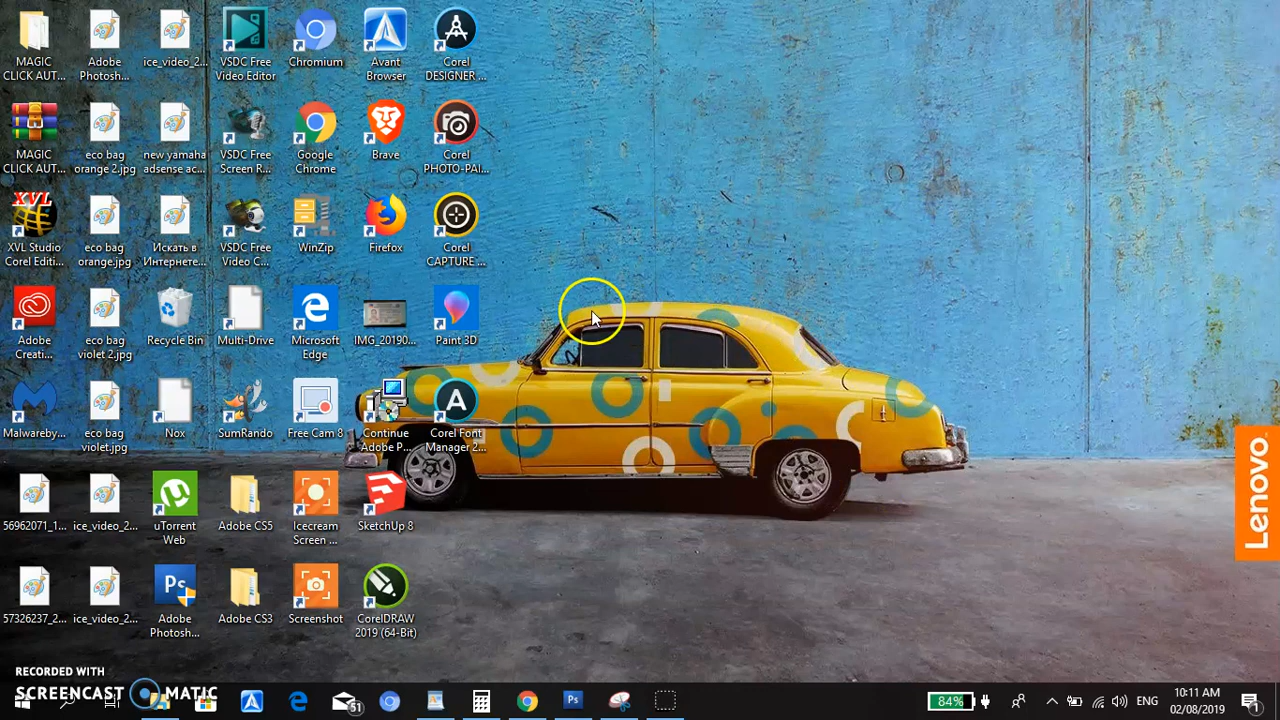 MAGIC
CLICK AUT...
Adobe
Photosh...
ice_video_2...
VSDC Free
Video Editor
Chromium
Avant
Browser
Corel
DESIGNER ...
MAGIC
CLICK AUT...
eco bag
orange 2.jpg
new yamaha
adsense ac...
VSDC Free
Screen R...
Google
Chrome
Brave
Corel
PHOTO-PAI...
XVL
XVL Studio
Corel Editi...
eco bag
orange.jpg
Искать в
Интернете...
VSDC Free
Video C...
WinZip
Firefox
Corel
CAPTURE ...
Adobe
Creati...
eco bag
violet 2.jpg
Recycle Bin
Multi-Drive
Microsoft
Edge
IMG_20190...
Paint 3D
Malwareby...
eco bag
violet.jpg
Nox
SumRando
Free Cam 8
Continue
Adobe P...
Corel Font
Manager 2...
56962071_1...
ice_video_2...
uTorrent
Web
Adobe CS5
Icecream
Screen ...
SketchUp 8
57326237_2...
ice_video_2...
Ps
Adobe
Photosh...
Adobe CS3
Screenshot
CorelDRAW
2019 (64-Bit)
Lenovo
RECORDED WITH
SCREENCAST MATIC
51
Ps
84%
ENG
10:11 AM
02/08/2019
1